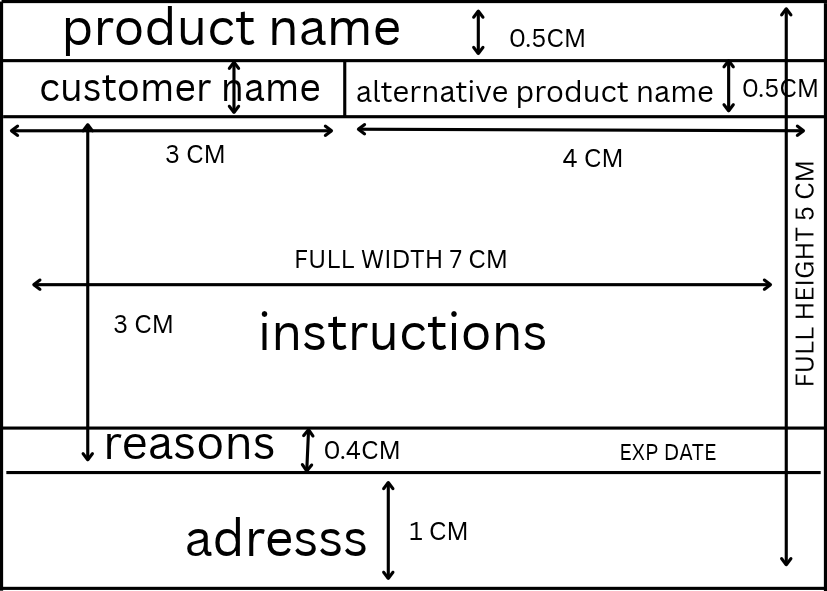 product name
0.5CM
customer name
alternative product name
0.5CM
3 CM
4 CM
FULL HEIGHT 5 CM
FULL WIDTH 7 CM
3 CM
instructions
reasons
0.4CM
EXP DATE
adresss
1 CM